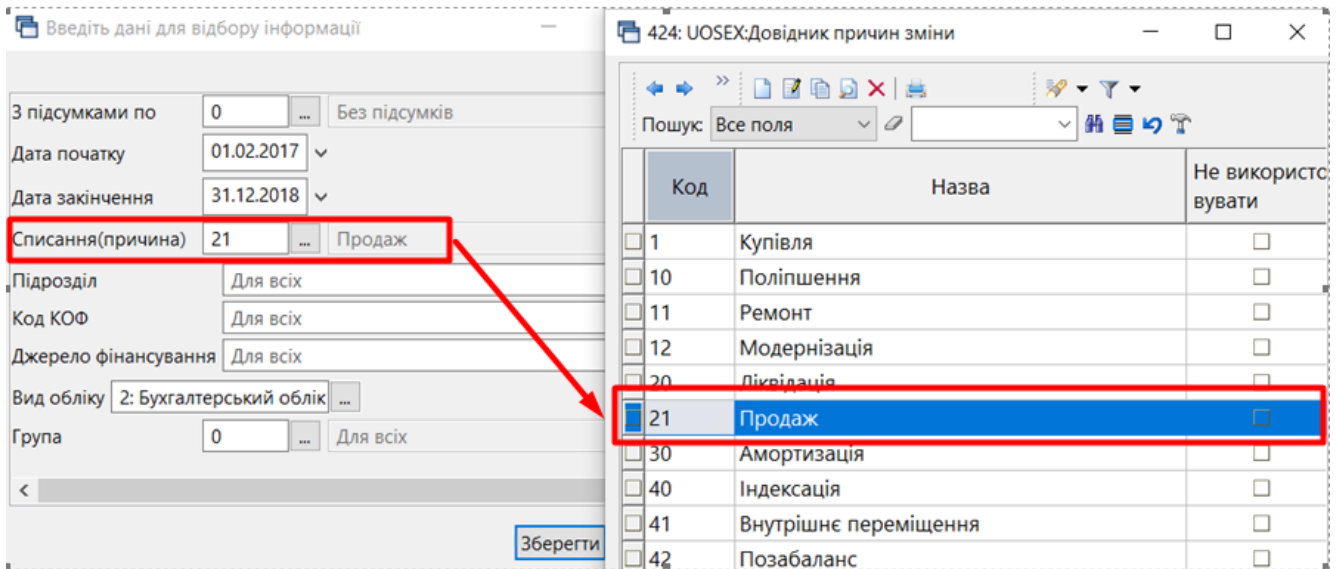 Введіть дані для відбору інформації
З підсумками по 0 ... Без підсумків
Дата початку 01.02.2017
Дата закінчення 31.12.2018
Списання(причина) 21 ... Продаж
Підрозділ Для всіх
Код КОФ Для всіх
Джерело фінансування Для всіх
Вид обліку 2: Бухгалтерський облік ...
Група 0 ... Для всіх
Зберегти
424: UOSEX:Довідник причин зміни
Пошук: Все поля
Код Назва Не використо
вувати
1 Купівля
10 Поліпшення
11 Ремонт
12 Модернізація
20 Ліквідація
21 Продаж
30 Амортизація
40 Індексація
41 Внутрішнє переміщення
42 Позабаланс